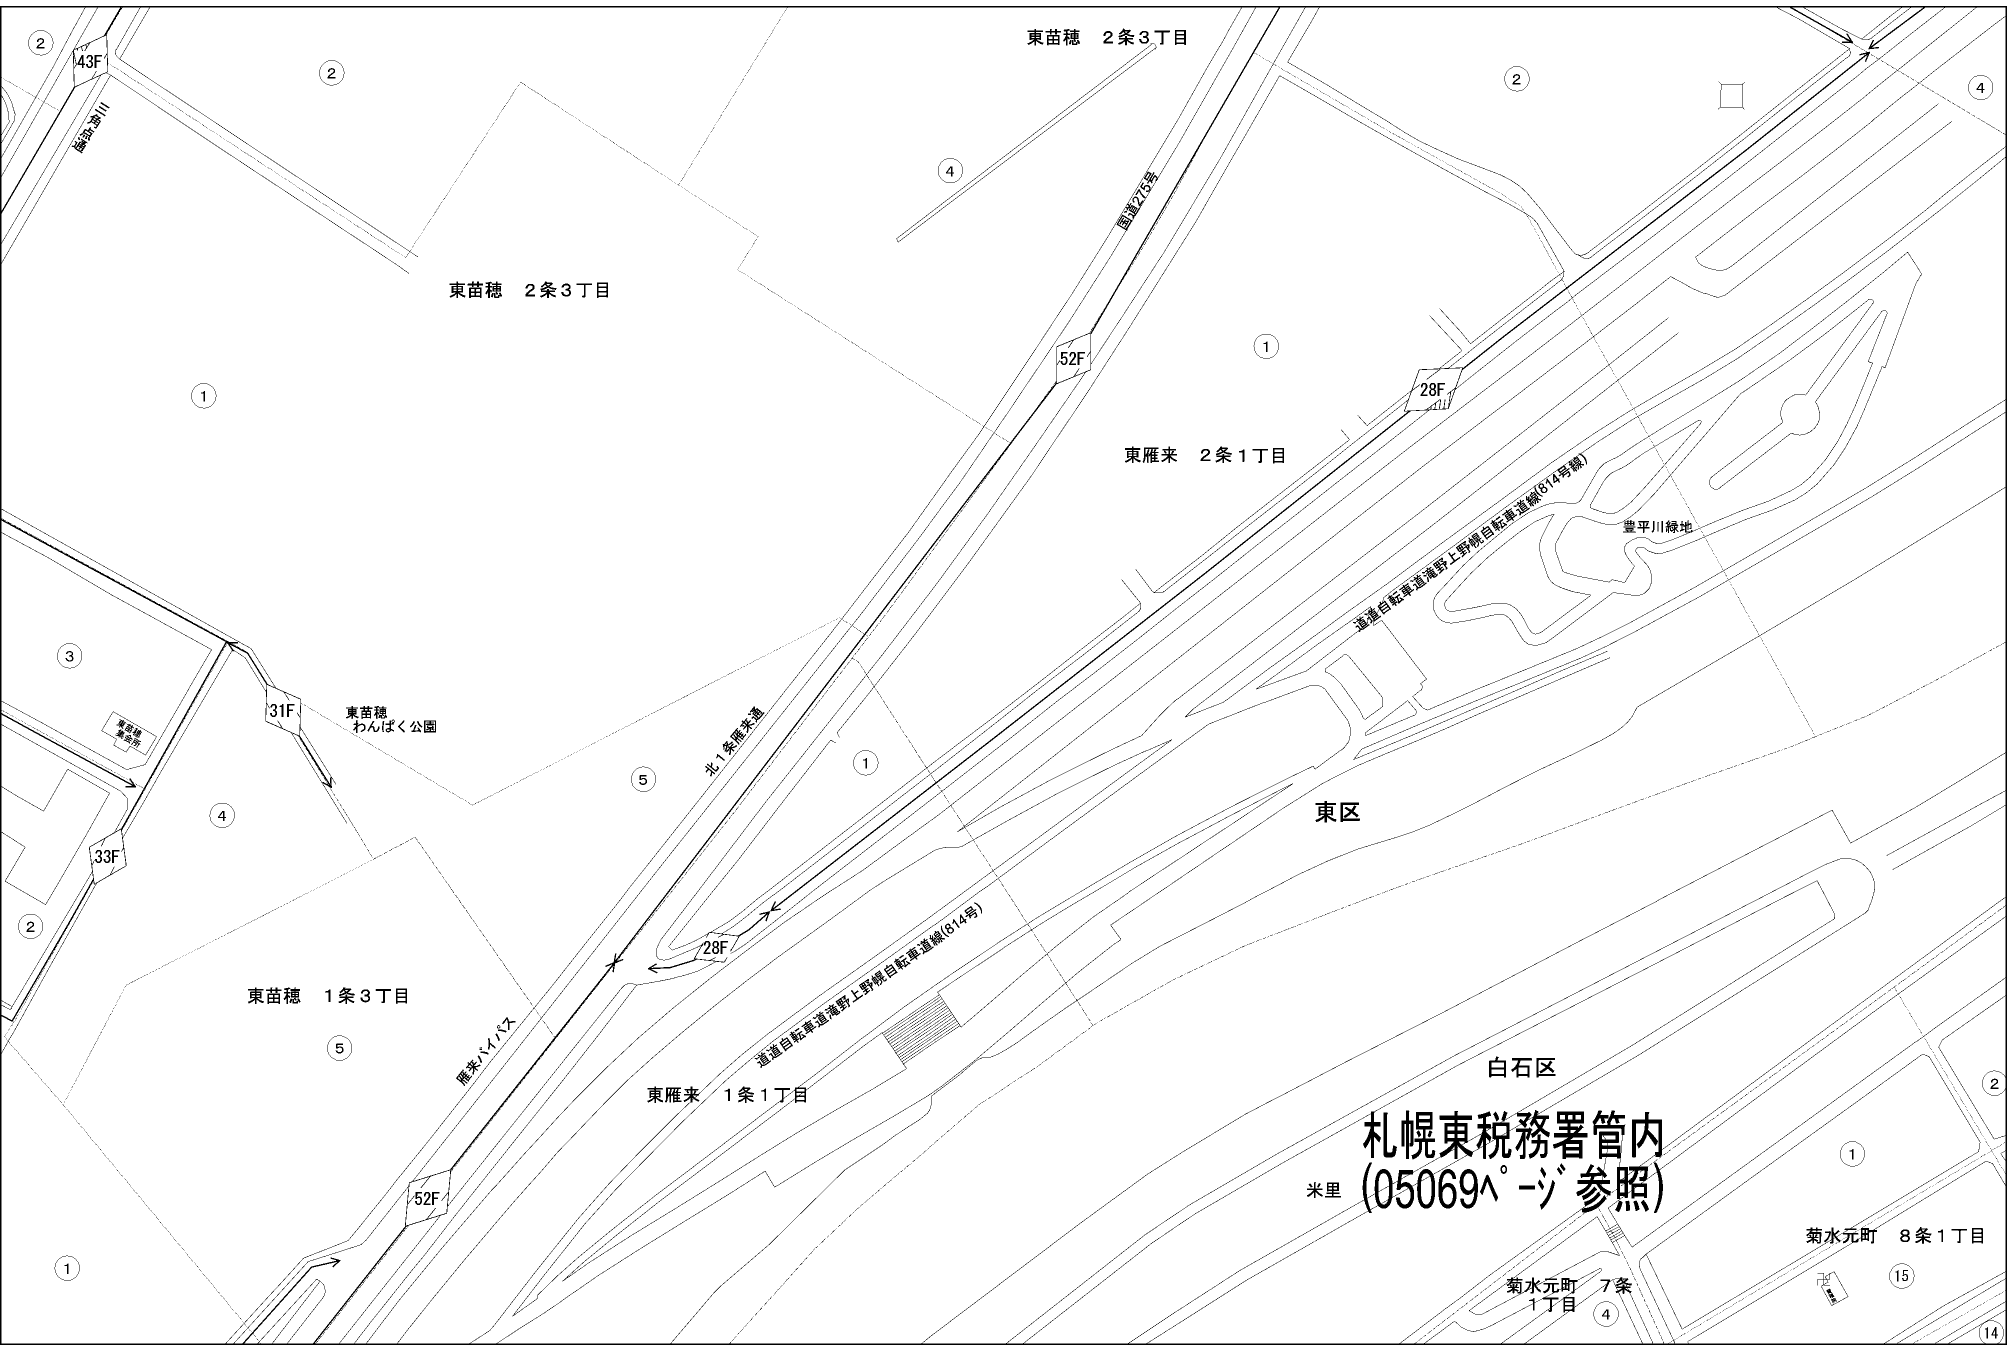 ②
43F
三角点通
②
東苗穂　２条３丁目
②
④
④
国道275号
東苗穂　２条３丁目
①
52F
①
28F
東雁来　２条１丁目
道道自転車道滝野上野幌自転車道線(814号線)
豊平川緑地
③
東苗穂
集会所
31F
東苗穂
わんぱく公園
北１条雁来通
⑤
①
④
東区
33F
②
28F
道道自転車道滝野上野幌自転車道線(814号)
東苗穂　１条３丁目
⑤
雁来バイパス
東雁来　１条１丁目
白石区
②
札幌東税務署管内
(05069ﾍﾟｰｼﾞ参照)
米里
①
52F
菊水元町　８条１丁目
①
菊水元町　７条
１丁目
④
卍
⑮
⑭